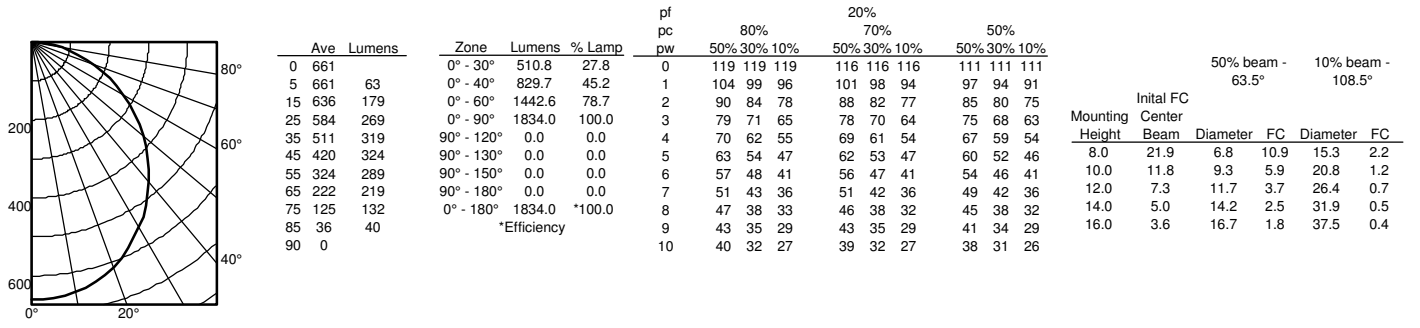 200
400
600
0°
20°
40°
60°
80°
Ave Lumens
0 661
5 661 63
15 636 179
25 584 269
35 511 319
45 420 324
55 324 289
65 222 219
75 125 132
85 36 40
90 0
Zone Lumens % Lamp
0° - 30° 510.8 27.8
0° - 40° 829.7 45.2
0° - 60° 1442.6 78.7
0° - 90° 1834.0 100.0
90° - 120° 0.0 0.0
90° - 130° 0.0 0.0
90° - 150° 0.0 0.0
90° - 180° 0.0 0.0
0° - 180° 1834.0 *100.0
*Efficiency
pf 20%
pc 80% 70% 50%
pw 50% 30% 10% 50% 30% 10% 50% 30% 10%
0 119 119 119 116 116 116 111 111 111
1 104 99 96 101 98 94 97 94 91
2 90 84 78 88 82 77 85 80 75
3 79 71 65 78 70 64 75 68 63
4 70 62 55 69 61 54 67 59 54
5 63 54 47 62 53 47 60 52 46
6 57 48 41 56 47 41 54 46 41
7 51 43 36 51 42 36 49 42 36
8 47 38 33 46 38 32 45 38 32
9 43 35 29 43 35 29 41 34 29
10 40 32 27 39 32 27 38 31 26
50% beam - 10% beam -
63.5° 108.5°
Inital FC
Mounting Center
Height Beam Diameter FC Diameter FC
8.0 21.9 6.8 10.9 15.3 2.2
10.0 11.8 9.3 5.9 20.8 1.2
12.0 7.3 11.7 3.7 26.4 0.7
14.0 5.0 14.2 2.5 31.9 0.5
16.0 3.6 16.7 1.8 37.5 0.4